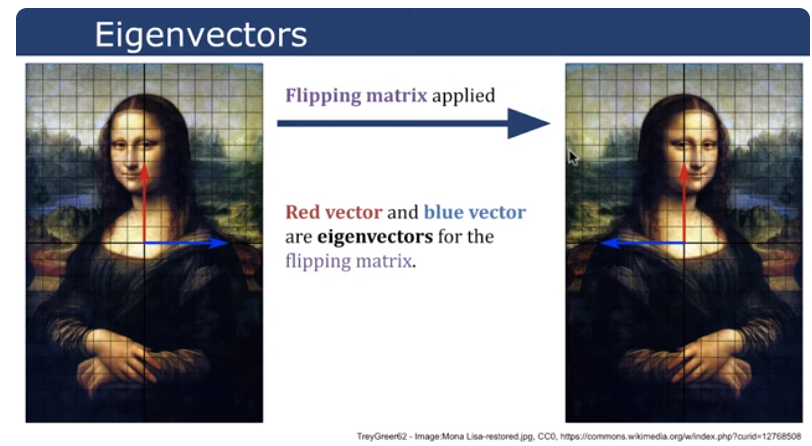 Eigenvectors
Flipping matrix applied
Red vector and blue vector
are eigenvectors for the
flipping matrix.
TreyGreer62 - Image:Mona Lisa-restored.jpg, CC0, https://commons.wikimedia.org/w/index.php?curid=12768508